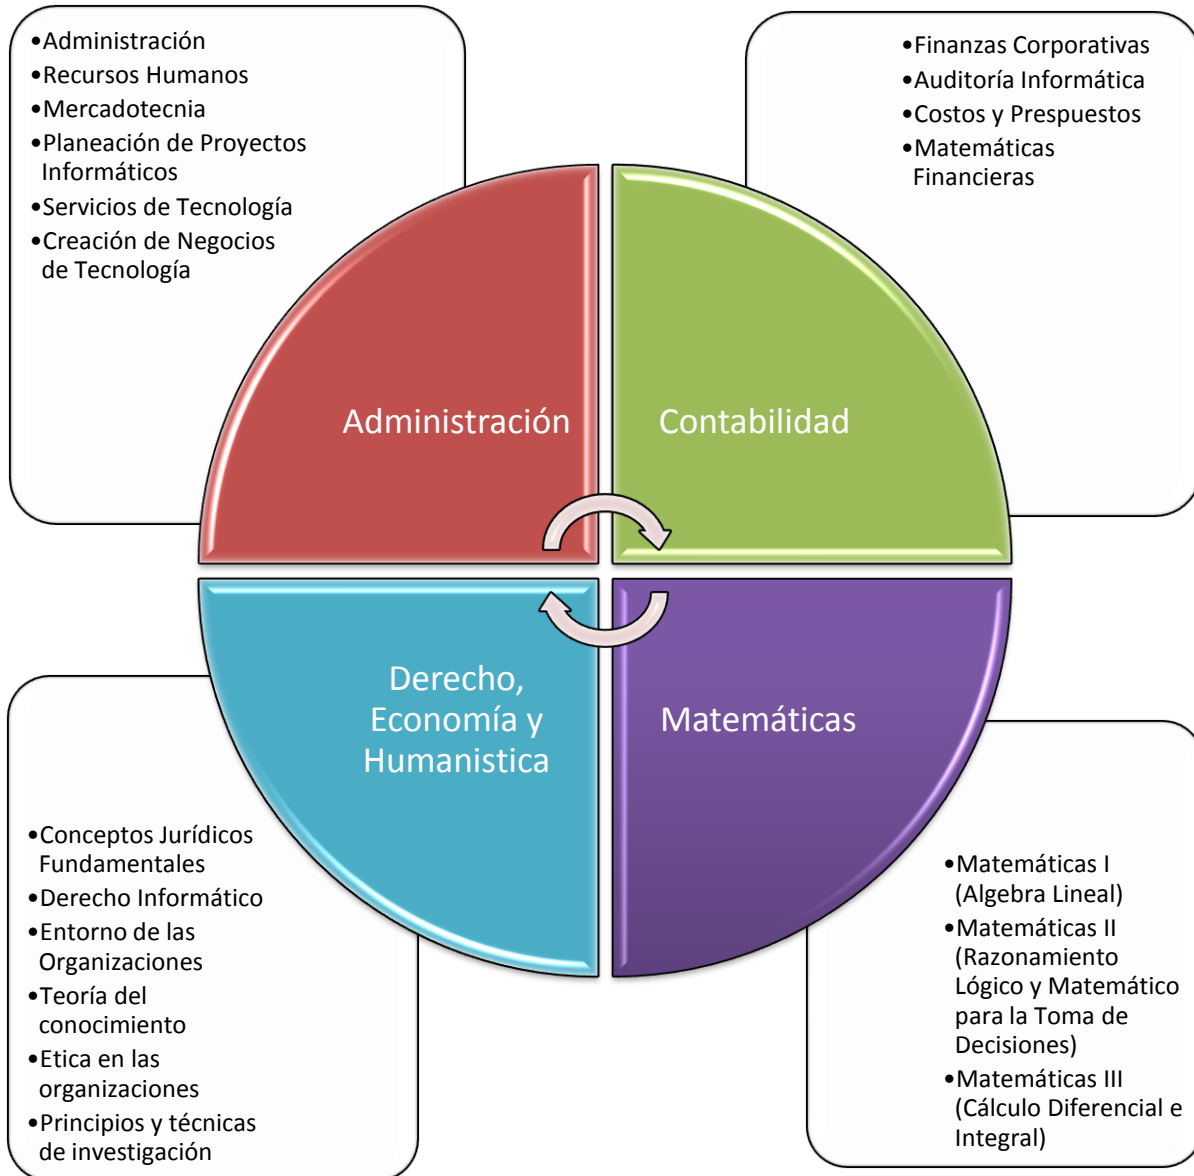 •Administración
•Recursos Humanos
•Mercadotecnia
•Planeación de Proyectos
Informáticos
•Servicios de Tecnología
•Creación de Negocios
de Tecnología
•Finanzas Corporativas
•Auditoría Informática
•Costos y Prespuestos
•Matemáticas
Financieras
Administración
Contabilidad
Derecho,
Economía y
Humanistica
Matemáticas
•Conceptos Jurídicos
Fundamentales
•Derecho Informático
•Entorno de las
Organizaciones
•Teoría del
conocimiento
•Etica en las
organizaciones
•Principios y técnicas
de investigación
•Matemáticas I
(Algebra Lineal)
•Matemáticas II
(Razonamiento
Lógico y Matemático
para la Toma de
Decisiones)
•Matemáticas III
(Cálculo Diferencial e
Integral)